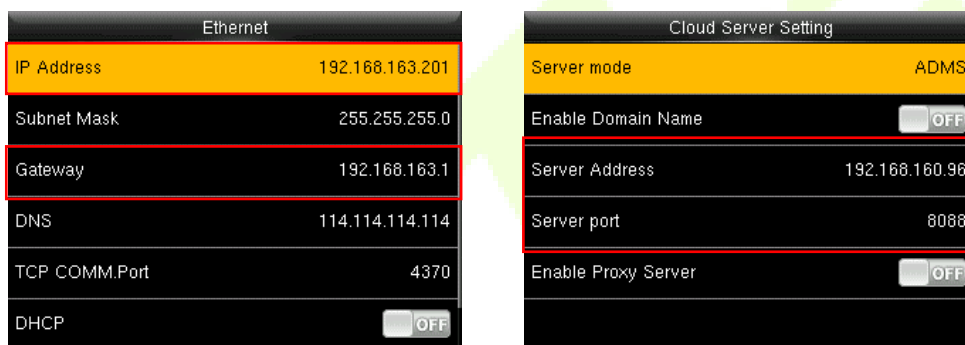 Ethernet
IP Address 192.168.163.201
Subnet Mask 255.255.255.0
Gateway 192.168.163.1
DNS 114.114.114.114
TCP COMM.Port 4370
DHCP OFF
Cloud Server Setting
Server mode ADMS
Enable Domain Name OFF
Server Address 192.168.160.96
Server port 8088
Enable Proxy Server OFF